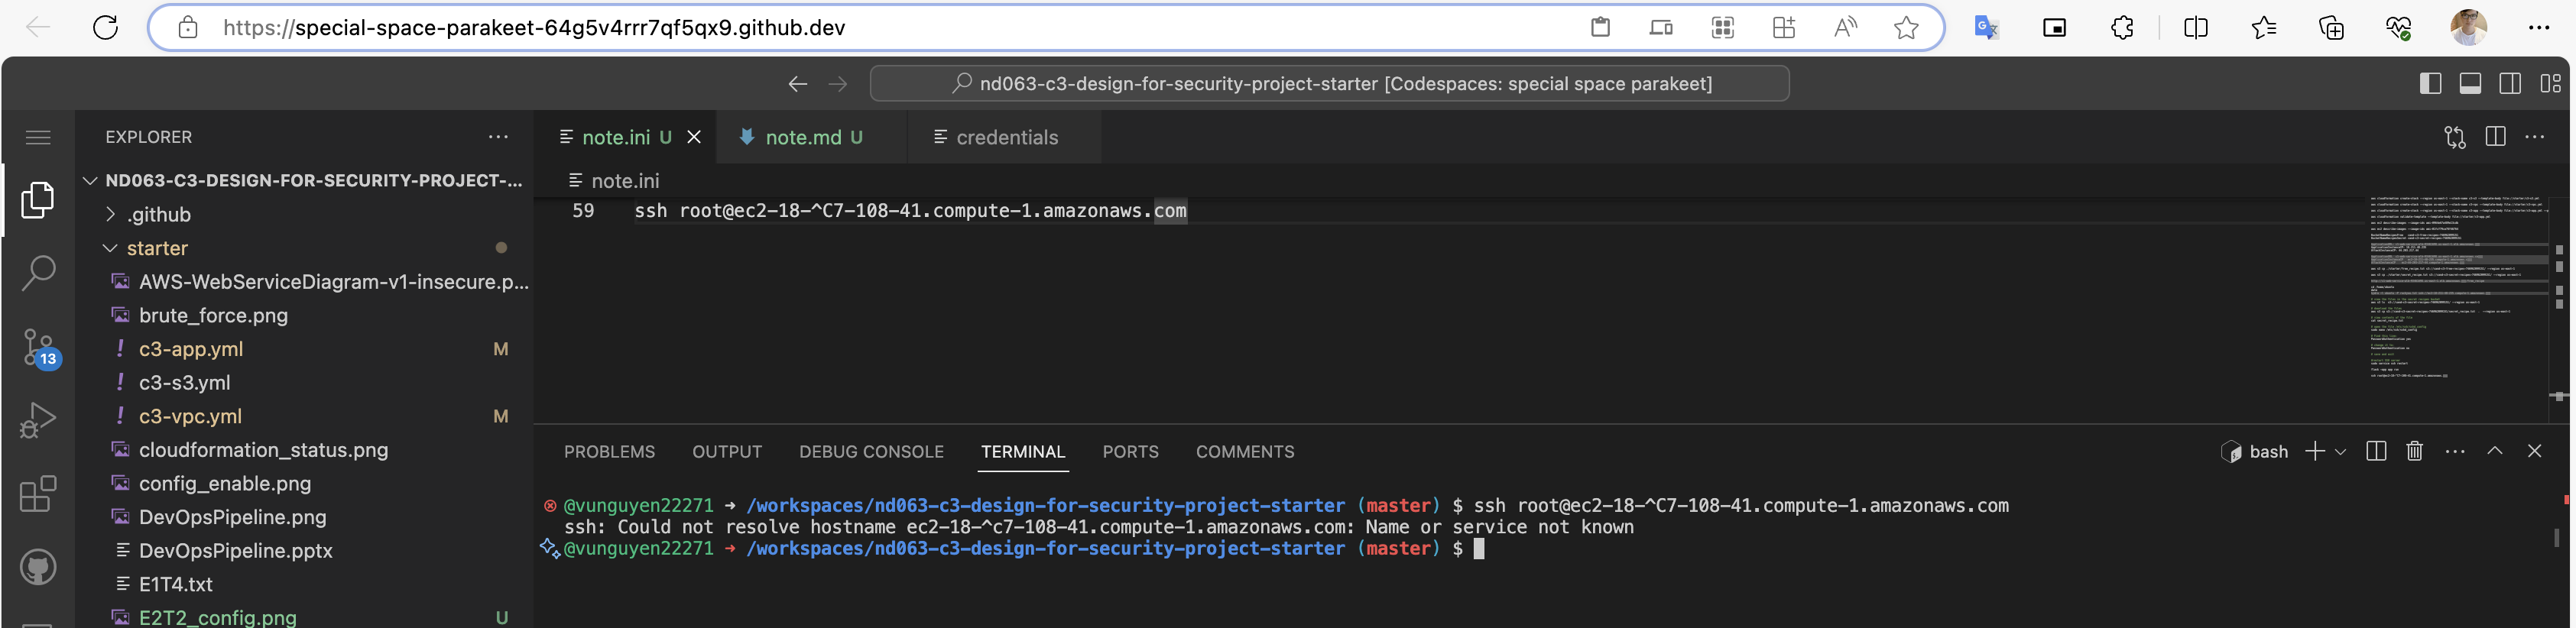 https://special-space-parakeet-64g5v4rrr7qf5qx9.github.dev
nd063-c3-design-for-security-project-starter [Codespaces: special space parakeet]
EXPLORER
note.ini U
note.md U
credentials
ND063-C3-DESIGN-FOR-SECURITY-PROJECT-...
note.ini
.github
59 ssh root@ec2-18-^C7-108-41.compute-1.amazonaws.com
starter
AWS-WebServiceDiagram-v1-insecure.p...
brute_force.png
c3-app.yml M
13
c3-s3.yml
c3-vpc.yml M
cloudformation_status.png
config_enable.png
DevOpsPipeline.png
DevOpsPipeline.pptx
E1T4.txt
E2T2_config.png U
PROBLEMS OUTPUT DEBUG CONSOLE TERMINAL PORTS COMMENTS
bash
@vunguyen22271 → /workspaces/nd063-c3-design-for-security-project-starter (master) $ ssh root@ec2-18-^C7-108-41.compute-1.amazonaws.com
ssh: Could not resolve hostname ec2-18-^c7-108-41.compute-1.amazonaws.com: Name or service not known
@vunguyen22271 → /workspaces/nd063-c3-design-for-security-project-starter (master) $